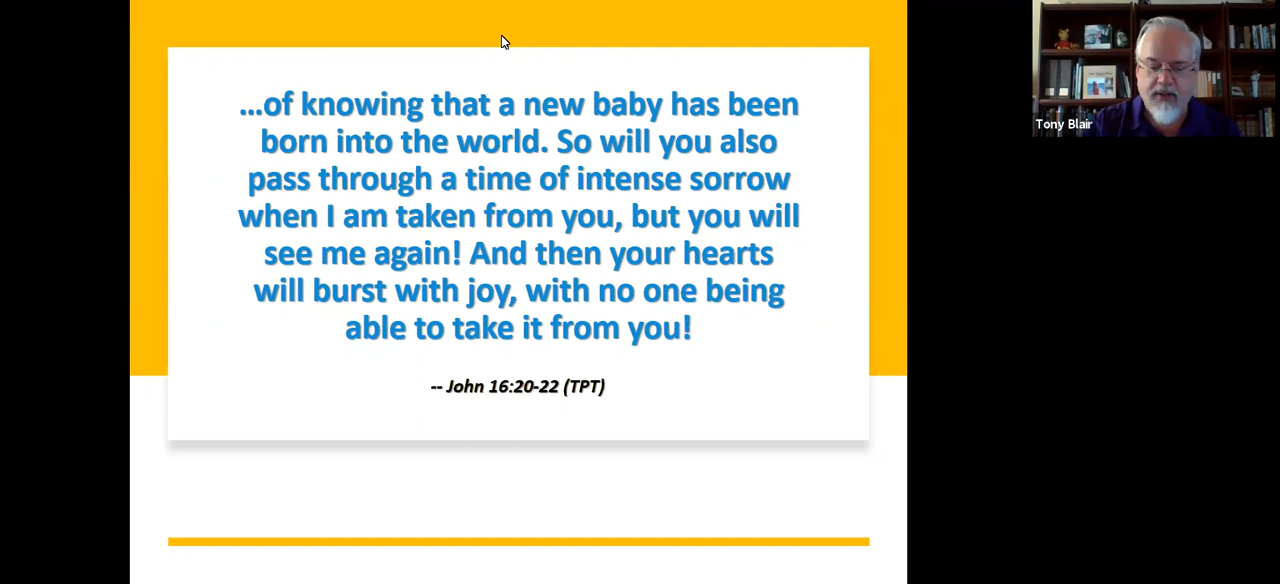 ...of knowing that a new baby has been
born into the world. So will you also
pass through a time of intense sorrow
when I am taken from you, but you will
see me again! And then your hearts
will burst with joy, with no one being
able to take it from you!
-- John 16:20-22 (TPT)
Tony Blair